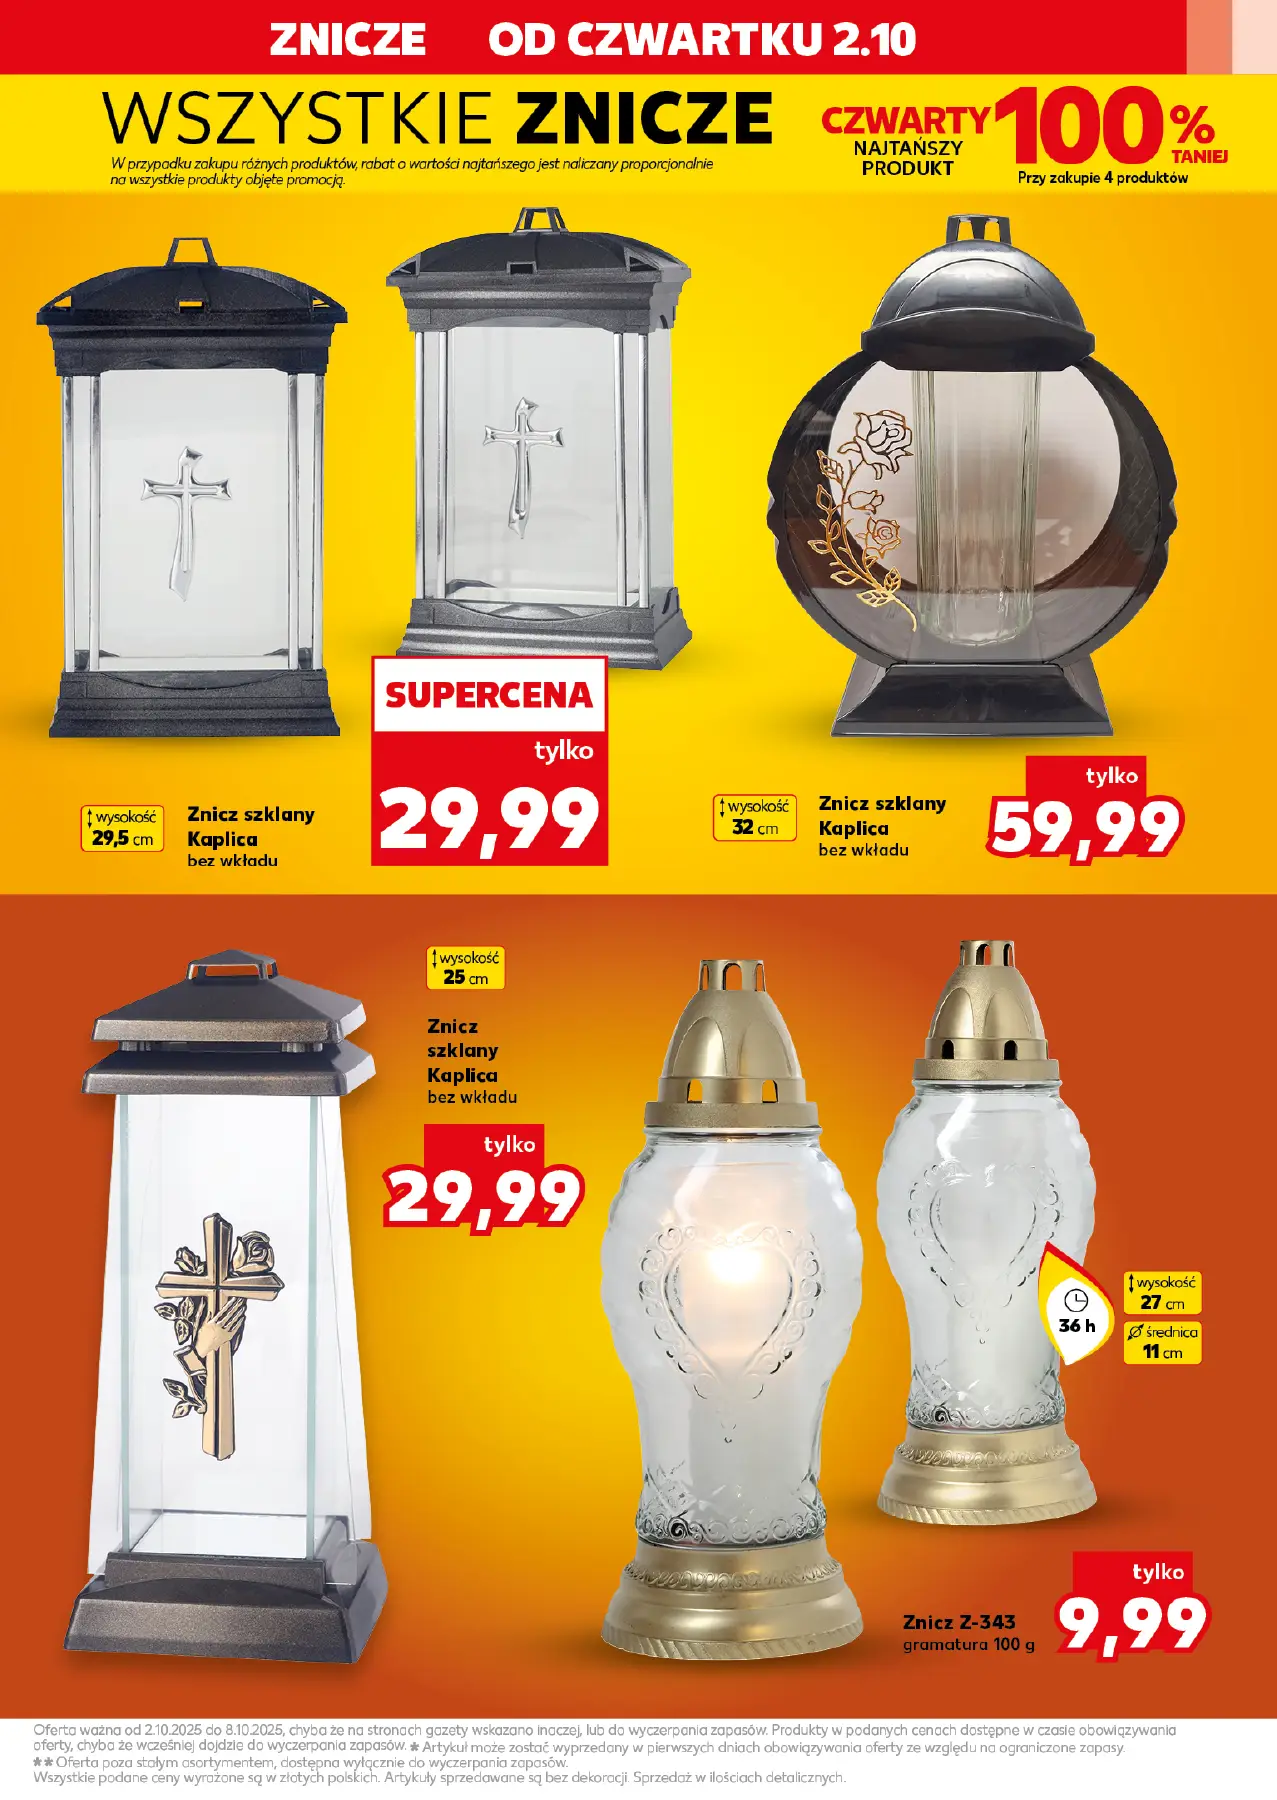 ZNICZE OD CZWARTKU 2.10
WSZYSTKIE ZNICZE
W przypadku zakupu różnych produktów, rabat o wartości najtańszego jest naliczany proporcjonalnie
na wszystkie produkty objęte promocją.
CZWARTY
NAJTAŃSZY
PRODUKT
100%
TANIEJ
Przy zakupie 4 produktów
SUPERCENA
tylko
29,99
wysokość
29,5 cm
Znicz szklany
Kaplica
bez wkładu
wysokość
32 cm
Znicz szklany
Kaplica
bez wkładu
tylko
59,99
wysokość
25 cm
Znicz
szklany
Kaplica
bez wkładu
tylko
29,99
36 h
wysokość
27 cm
średnica
11 cm
Znicz Z-343
gramatura 100 g
tylko
9,99
Oferta ważna od 2.10.2025 do 8.10.2025, chyba że na stronach gazety wskazano inaczej, lub do wyczerpania zapasów. Produkty w podanych cenach dostępne w czasie obowiązywania
oferty, chyba że wcześniej dojdzie do wyczerpania zapasów. * Artykuł może zostać wyprzedany w pierwszych dniach obowiązywania oferty ze względu na ograniczone zapasy.
** Oferta poza stałym asortymentem, dostępna wyłącznie do wyczerpania zapasów.
Wszystkie podane ceny wyrażone są w złotych polskich. Artykuły sprzedawane są bez dekoracji. Sprzedaż w ilościach detalicznych.